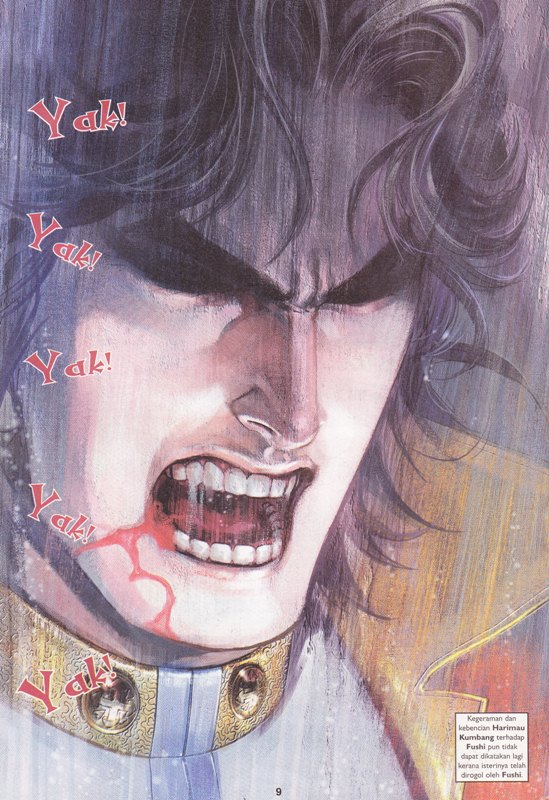 Yak!
Yak!
Yak!
Yak!
Yak!
Kegeraman dan
kebencian Harimau
Kumbang terhadap
Fushi pun tidak
dapat dikatakan lagi
kerana isterinya telah
dirogol oleh Fushi.
9